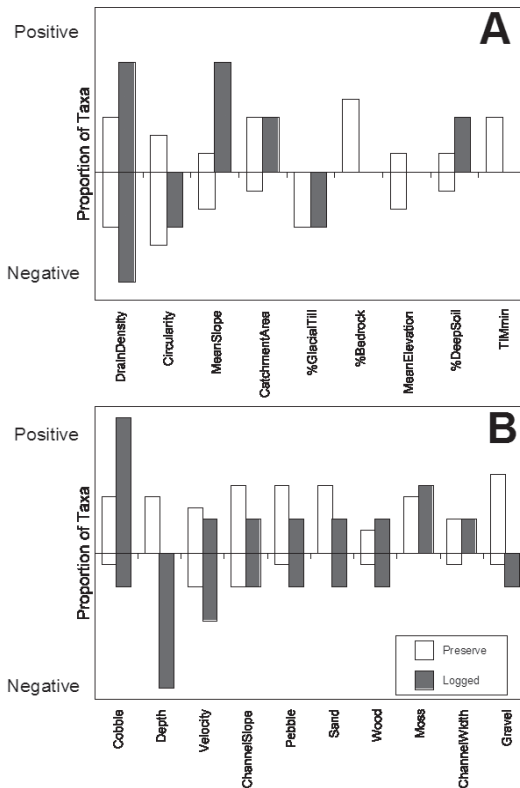 A
Positive
Proportion of Taxa
Negative
DrainDensity
Circularity
MeanSlope
CatchmentArea
%GlacialTill
%Bedrock
MeanElevation
%DeepSoil
TIMmin
B
Positive
Proportion of Taxa
Negative
Preserve
Logged
Cobble
Depth
Velocity
ChannelSlope
Pebble
Sand
Wood
Moss
ChannelWidth
Gravel